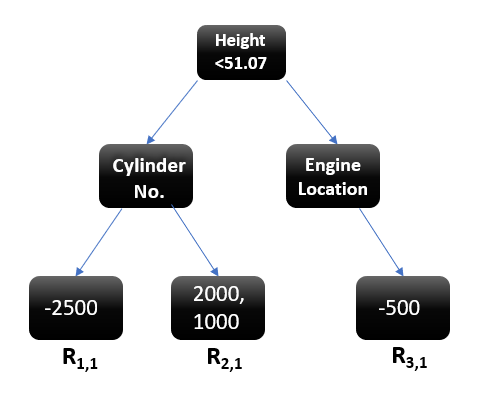 Height
<51.07
Cylinder
No.
Engine
Location
-2500
2000,
1000
-500
R1,1
R2,1
R3,1